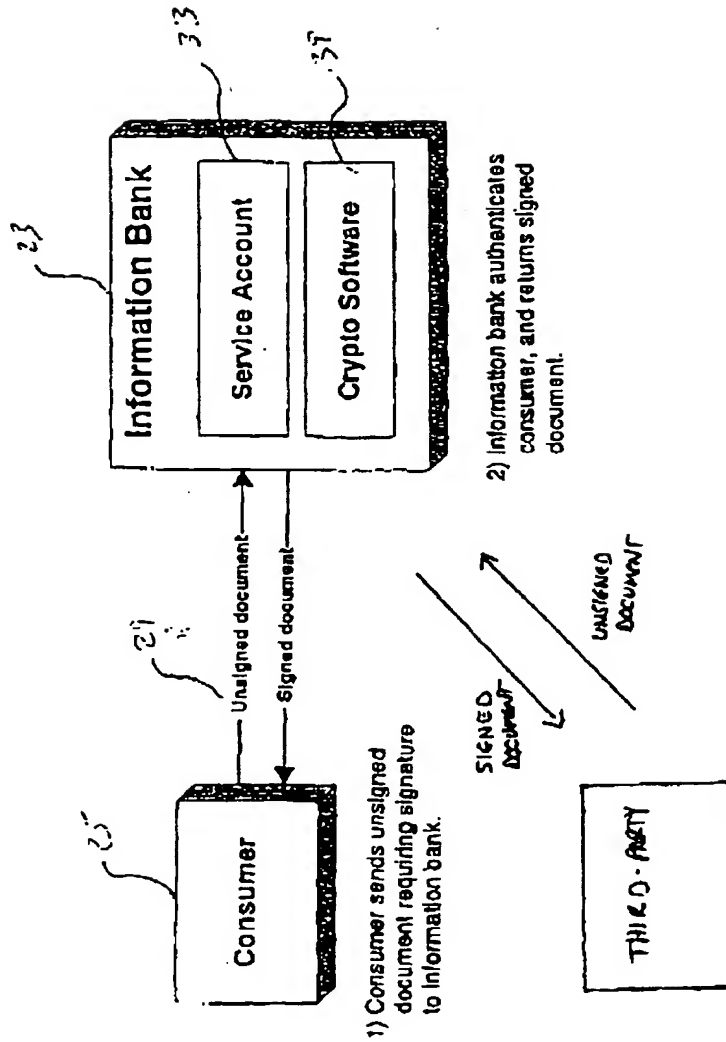 23
Information Bank
Service Account
33
Crypto Software
25
Consumer
Unsigned document
Signed document
1) Consumer sends unsigned
document requiring signature
to information bank.
2) Information bank authenticates
consumer, and returns signed
document.
SIGNED
DOCUMENT
UNSIGNED
DOCUMENT
THIRD-PARTY